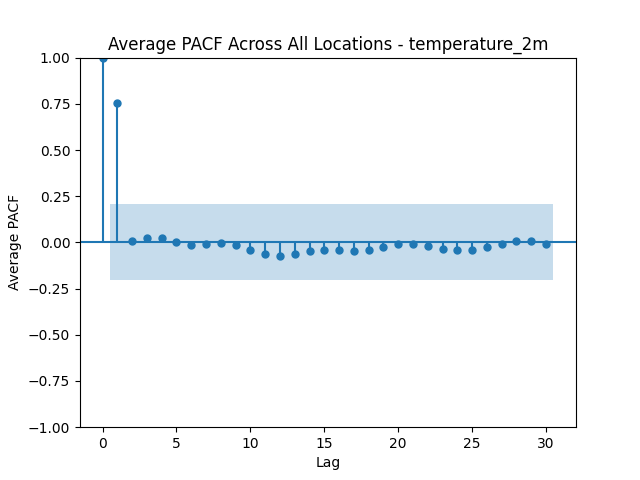 Average PACF Across All Locations - temperature_2m
1.00
0.75
0.50
0.25
0.00
−0.25
−0.50
−0.75
−1.00
Average PACF
0 5 10 15 20 25 30
Lag